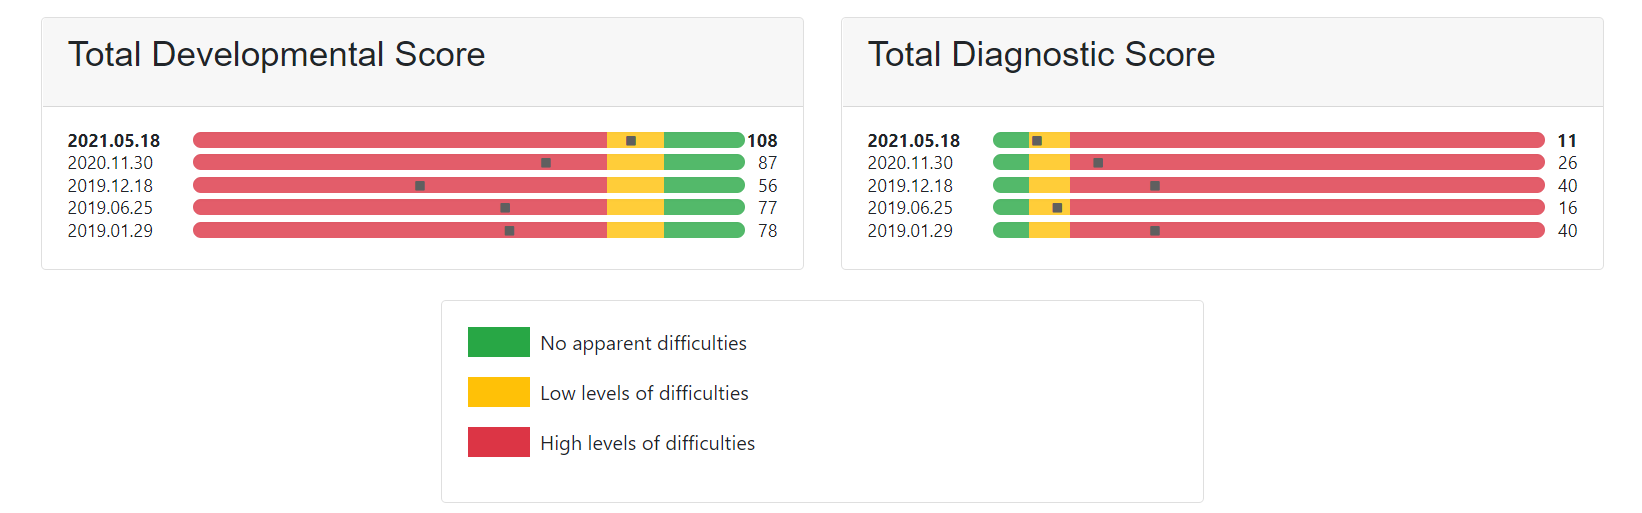 Total Developmental Score
2021.05.18 108
2020.11.30 87
2019.12.18 56
2019.06.25 77
2019.01.29 78
Total Diagnostic Score
2021.05.18 11
2020.11.30 26
2019.12.18 40
2019.06.25 16
2019.01.29 40
No apparent difficulties
Low levels of difficulties
High levels of difficulties